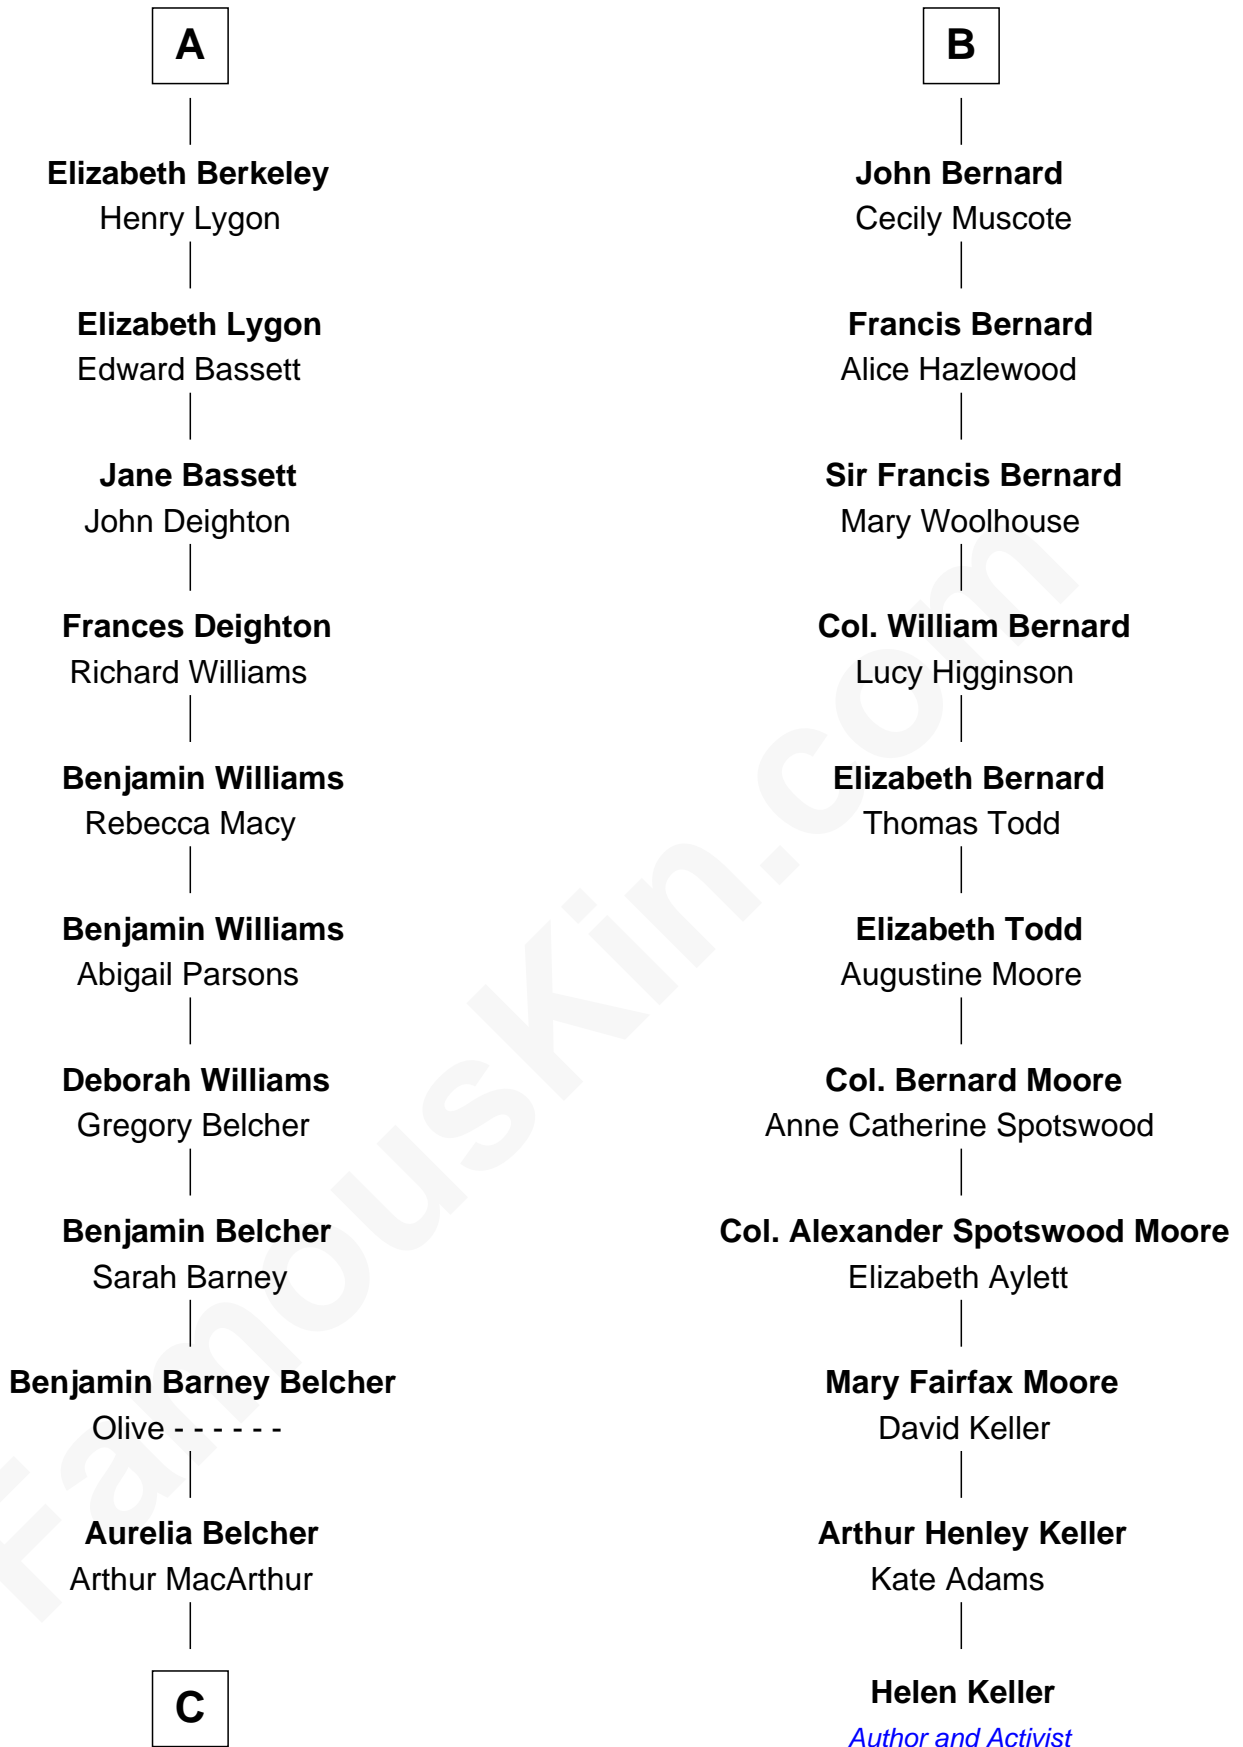 A
Elizabeth Berkeley
Henry Lygon
Elizabeth Lygon
Edward Bassett
Jane Bassett
John Deighton
Frances Deighton
Richard Williams
Benjamin Williams
Rebecca Macy
Benjamin Williams
Abigail Parsons
Deborah Williams
Gregory Belcher
Benjamin Belcher
Sarah Barney
Benjamin Barney Belcher
Olive - - - - - -
Aurelia Belcher
Arthur MacArthur
C
B
John Bernard
Cecily Muscote
Francis Bernard
Alice Hazlewood
Sir Francis Bernard
Mary Woolhouse
Col. William Bernard
Lucy Higginson
Elizabeth Bernard
Thomas Todd
Elizabeth Todd
Augustine Moore
Col. Bernard Moore
Anne Catherine Spotswood
Col. Alexander Spotswood Moore
Elizabeth Aylett
Mary Fairfax Moore
David Keller
Arthur Henley Keller
Kate Adams
Helen Keller
Author and Activist
FamousKin.com